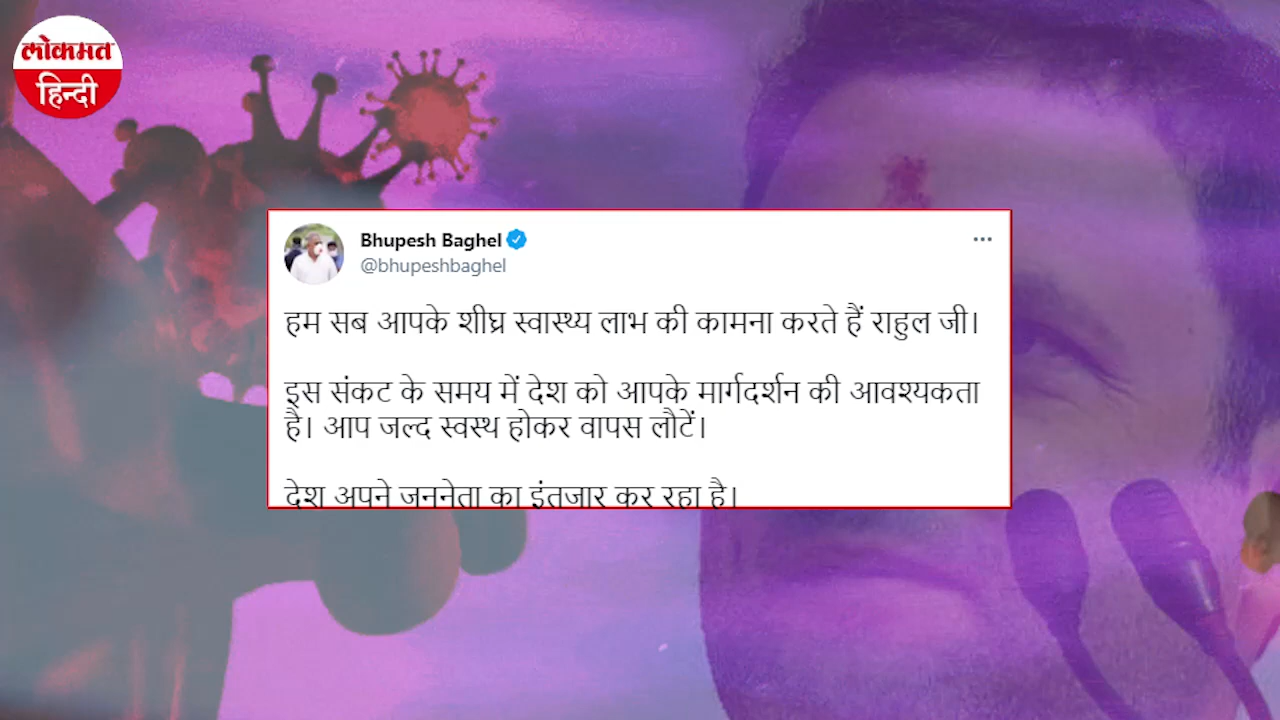 लोकमत
हिन्दी
Bhupesh Baghel
@bhupeshbaghel
हम सब आपके शीघ्र स्वास्थ्य लाभ की कामना करते हैं राहुल जी।
इस संकट के समय में देश को आपके मार्गदर्शन की आवश्यकता
है। आप जल्द स्वस्थ होकर वापस लौटें।
देश अपने जननेता का इंतजार कर रहा है।